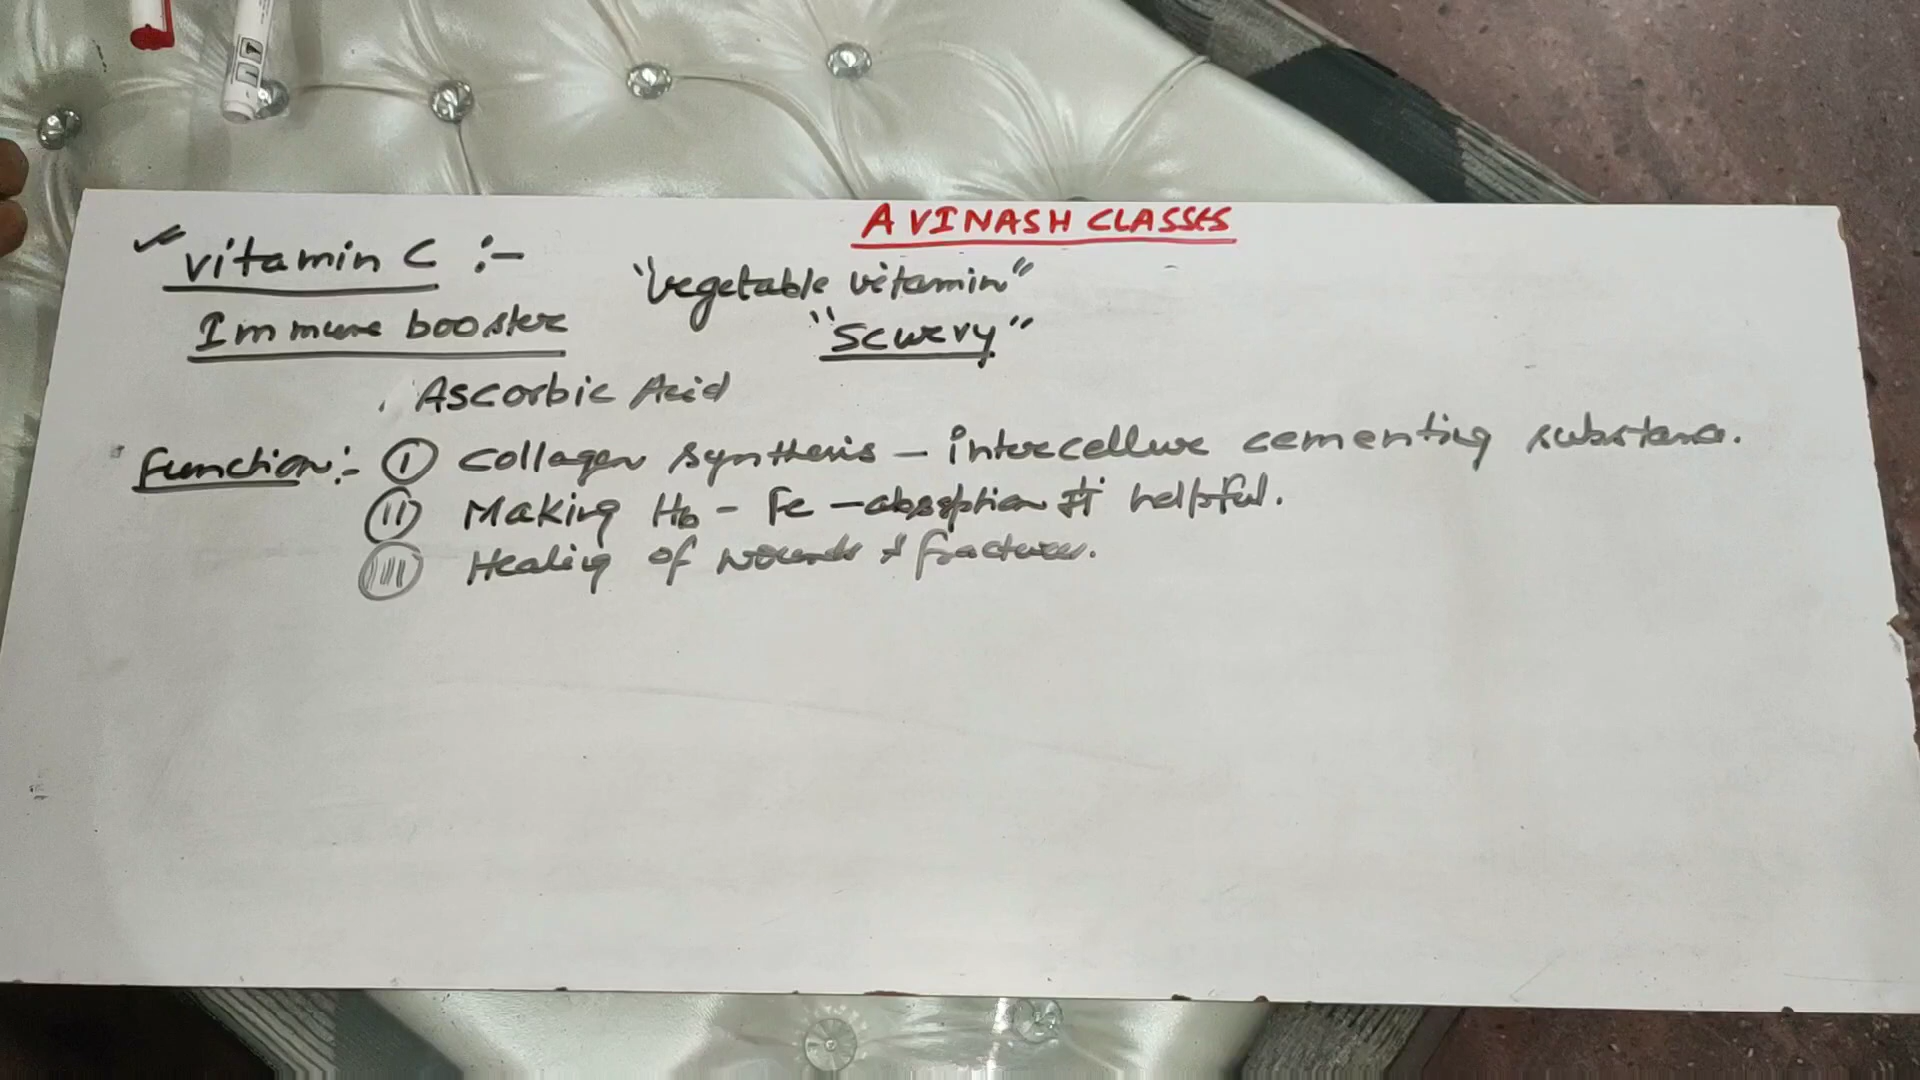 AVINASH CLASSES
vitamin C :-
"vegetable vitamin"
Immune booster
"Scurvy"
Ascorbic Acid
Function:- (i) Collagen synthesis – intercellular cementing substance.
(ii) Making Hb - Fe - absorption में helpful.
(iii) Healing of wounds & fractures.